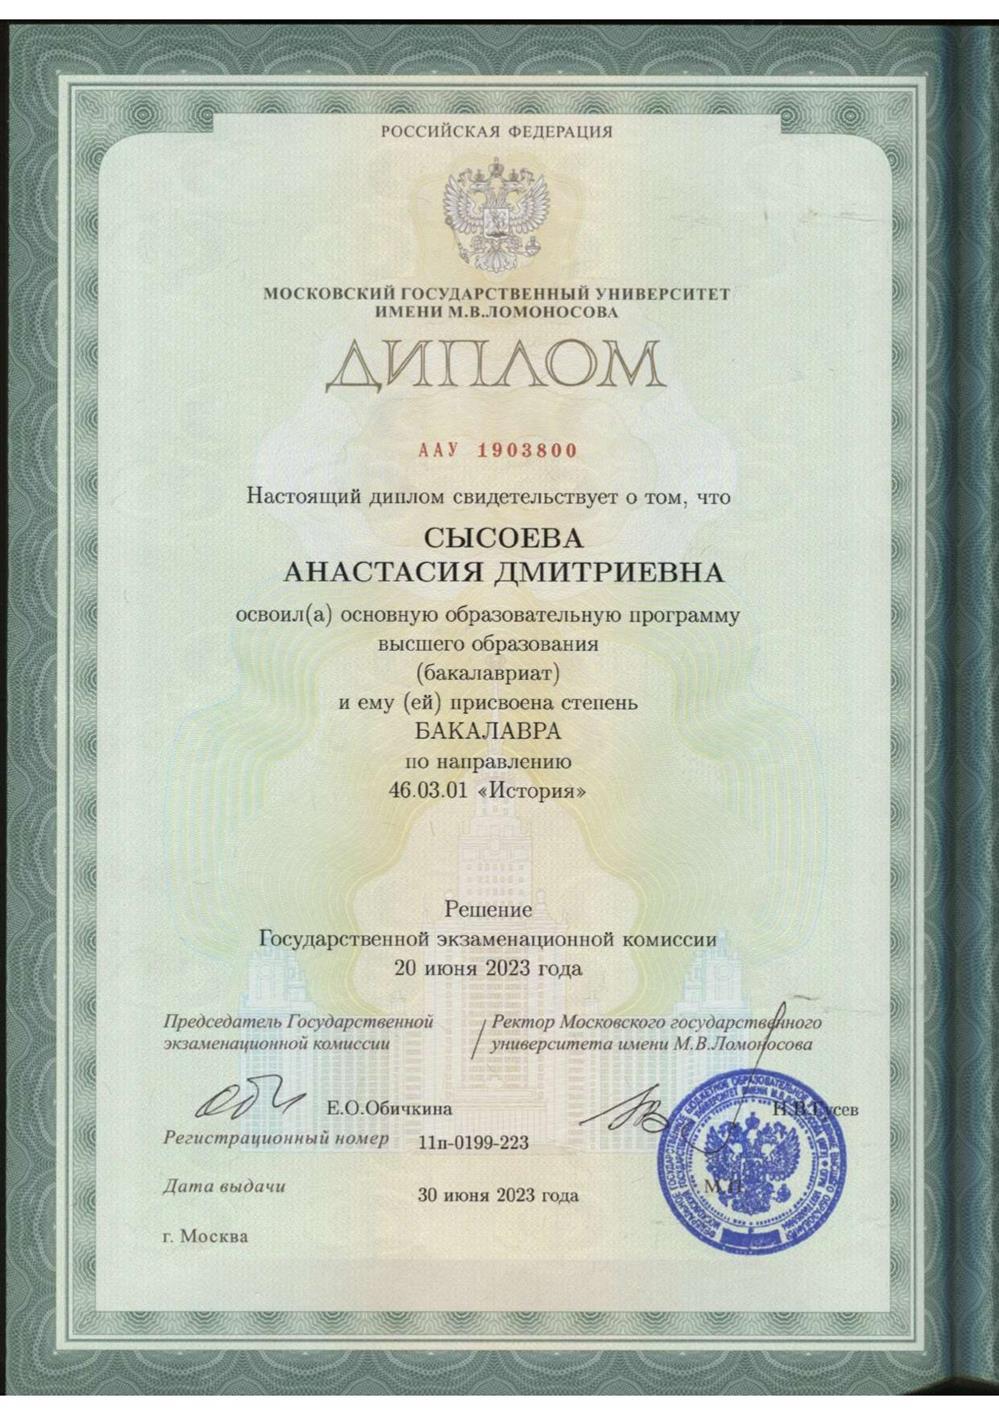 РОССИЙСКАЯ ФЕДЕРАЦИЯ
МОСКОВСКИЙ ГОСУДАРСТВЕННЫЙ УНИВЕРСИТЕТ
ИМЕНИ М.В.ЛОМОНОСОВА
ДИПЛОМ
ААУ 1903800
Настоящий диплом свидетельствует о том, что
СЫСОЕВА
АНАСТАСИЯ ДМИТРИЕВНА
освоил(а) основную образовательную программу
высшего образования
(бакалавриат)
и ему (ей) присвоена степень
БАКАЛАВРА
по направлению
46.03.01 «История»
Решение
Государственной экзаменационной комиссии
20 июня 2023 года
Председатель Государственной
экзаменационной комиссии
Ректор Московского государственного
университета имени М.В.Ломоносова
Е.О.Обичкина
Н.В.Гусев
Регистрационный номер 11п-0199-223
М.П.
Дата выдачи 30 июня 2023 года
г. Москва